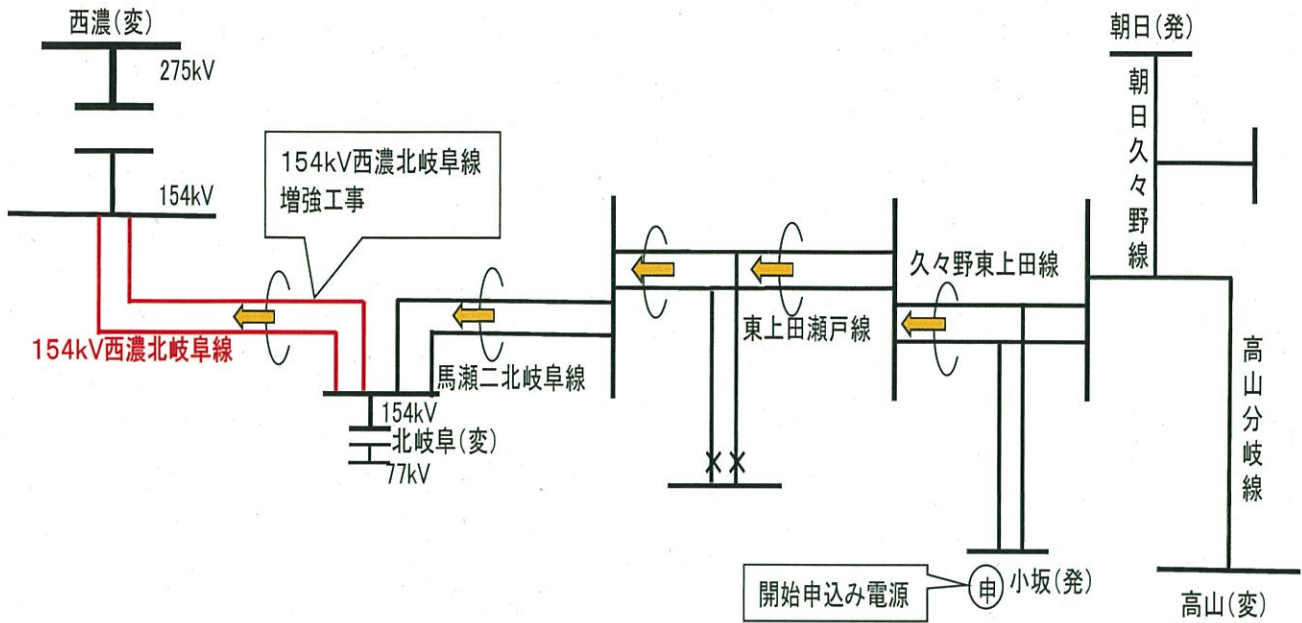 西濃(変)
275kV
154kV
154kV西濃北岐阜線
増強工事
154kV西濃北岐阜線
馬瀬二北岐阜線
154kV
北岐阜(変)
77kV
東上田瀬戸線
久々野東上田線
朝日(発)
朝日久々野線
高山分岐線
高山(変)
開始申込み電源
申
小坂(発)